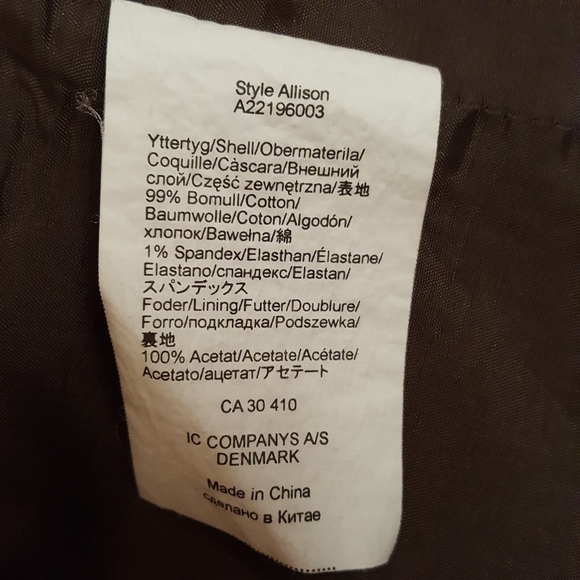 Style Allison
A22196003
Yttertyg/Shell/Obermaterila/
Coquille/Càscara/Внешний
слой/Część zewnętrzna/表地
99% Bomull/Cotton/
Baumwolle/Coton/Algodón/
хлопок/Bawełna/綿
1% Spandex/Elasthan/Élastane/
Elastano/спандекс/Elastan/
スパンデックス
Foder/Lining/Futter/Doublure/
Forro/подкладка/Podszewka/
裏地
100% Acetat/Acetate/Acétate/
Acetato/ацетат/アセテート
CA 30 410
IC COMPANYS A/S
DENMARK
Made in China
сделано в Китае